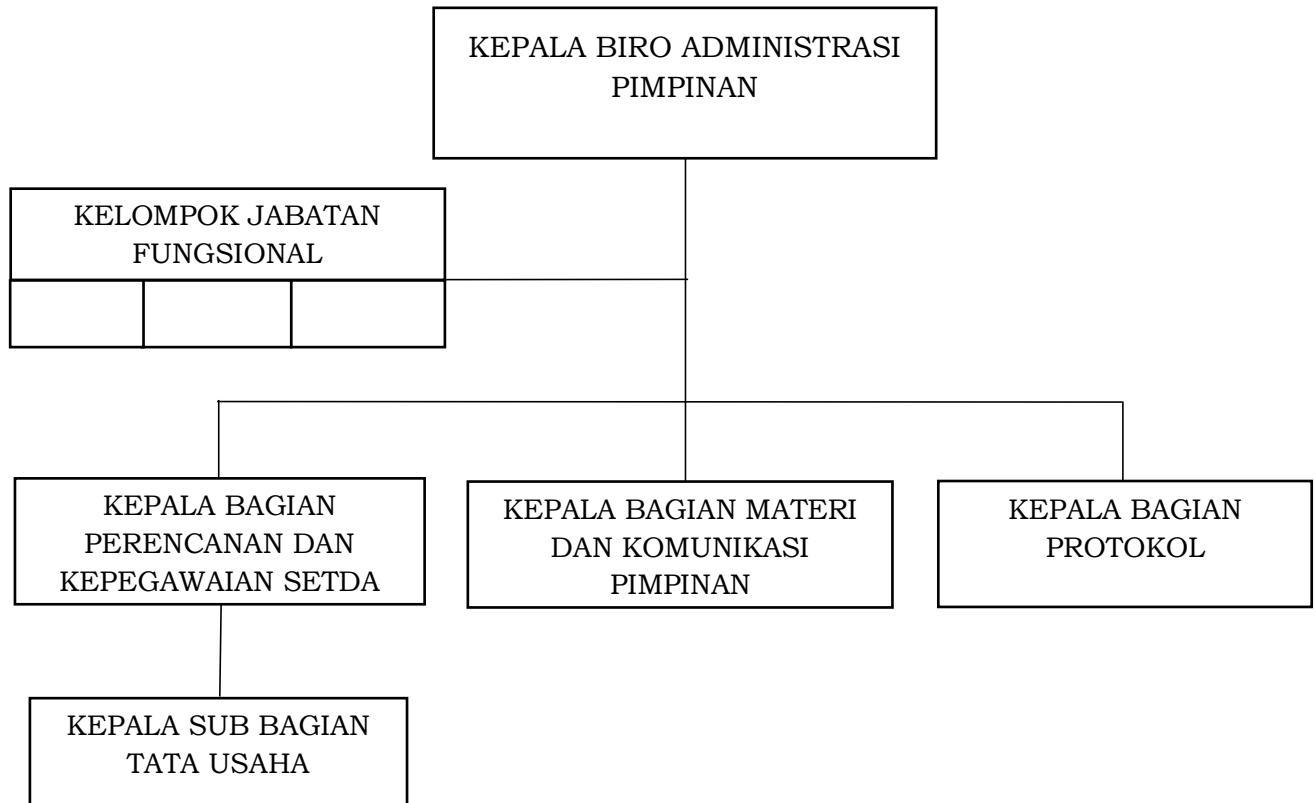 KEPALA BIRO ADMINISTRASI
PIMPINAN
KELOMPOK JABATAN
FUNGSIONAL
KEPALA BAGIAN
PERENCANAN DAN
KEPEGAWAIAN SETDA
KEPALA BAGIAN MATERI
DAN KOMUNIKASI
PIMPINAN
KEPALA BAGIAN
PROTOKOL
KEPALA SUB BAGIAN
TATA USAHA